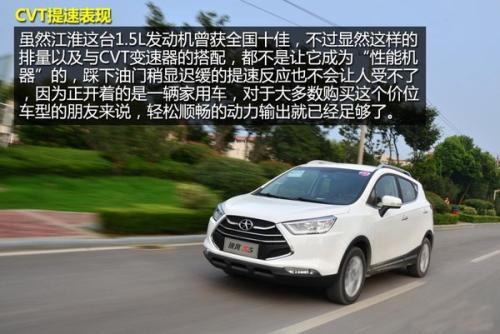 CVT提速表现
虽然江淮这台1.5L发动机曾获全国十佳，不过显然这样的
排量以及与CVT变速器的搭配，都不是让它成为“性能机
器”的，踩下油门稍显迟缓的提速反应也不会让人受不了
，因为正开着的是一辆家用车，对于大多数购买这个价位
车型的朋友来说，轻松顺畅的动力输出就已经足够了。
瑞风 S3